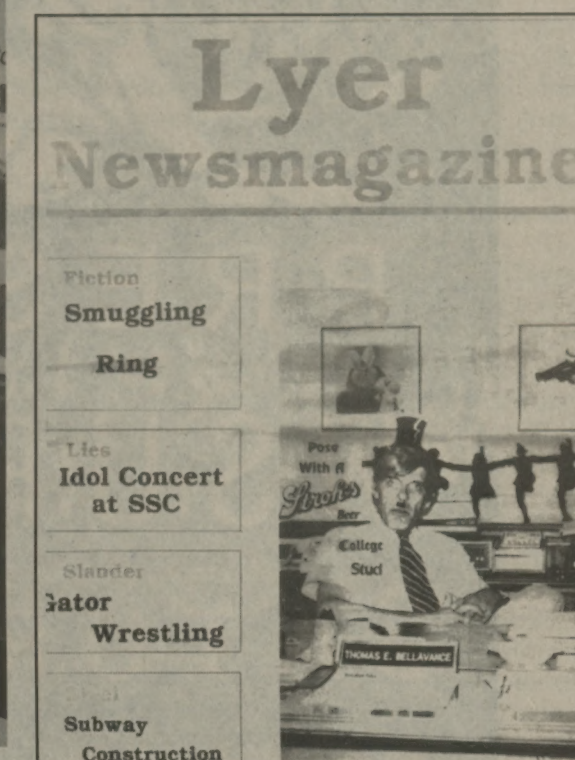 Lyer
Newsmagazine
Fiction
Smuggling
Ring
Lies
Idol Concert
at SSC
Slander
Gator
Wrestling
Subway
Construction
Pose
With A
Stroh's
Beer
College
Stud
THOMAS E. BELLAVANCE